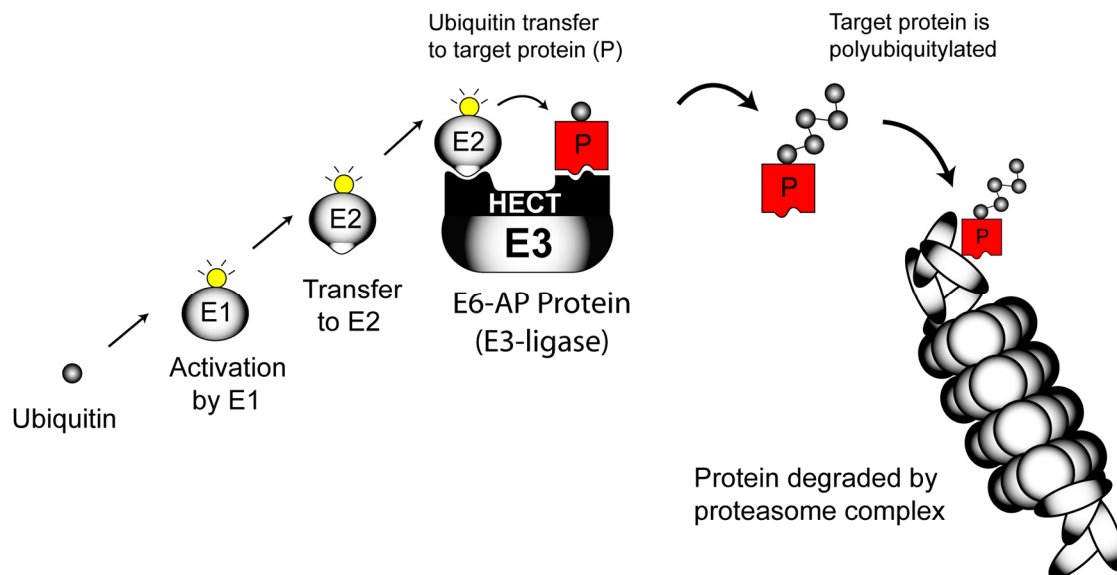 Ubiquitin
E1
Activation
by E1
E2
Transfer
to E2
Ubiquitin transfer
to target protein (P)
E2
P
HECT
E3
E6-AP Protein
(E3-ligase)
Target protein is
polyubiquitylated
P
P
Protein degraded by
proteasome complex